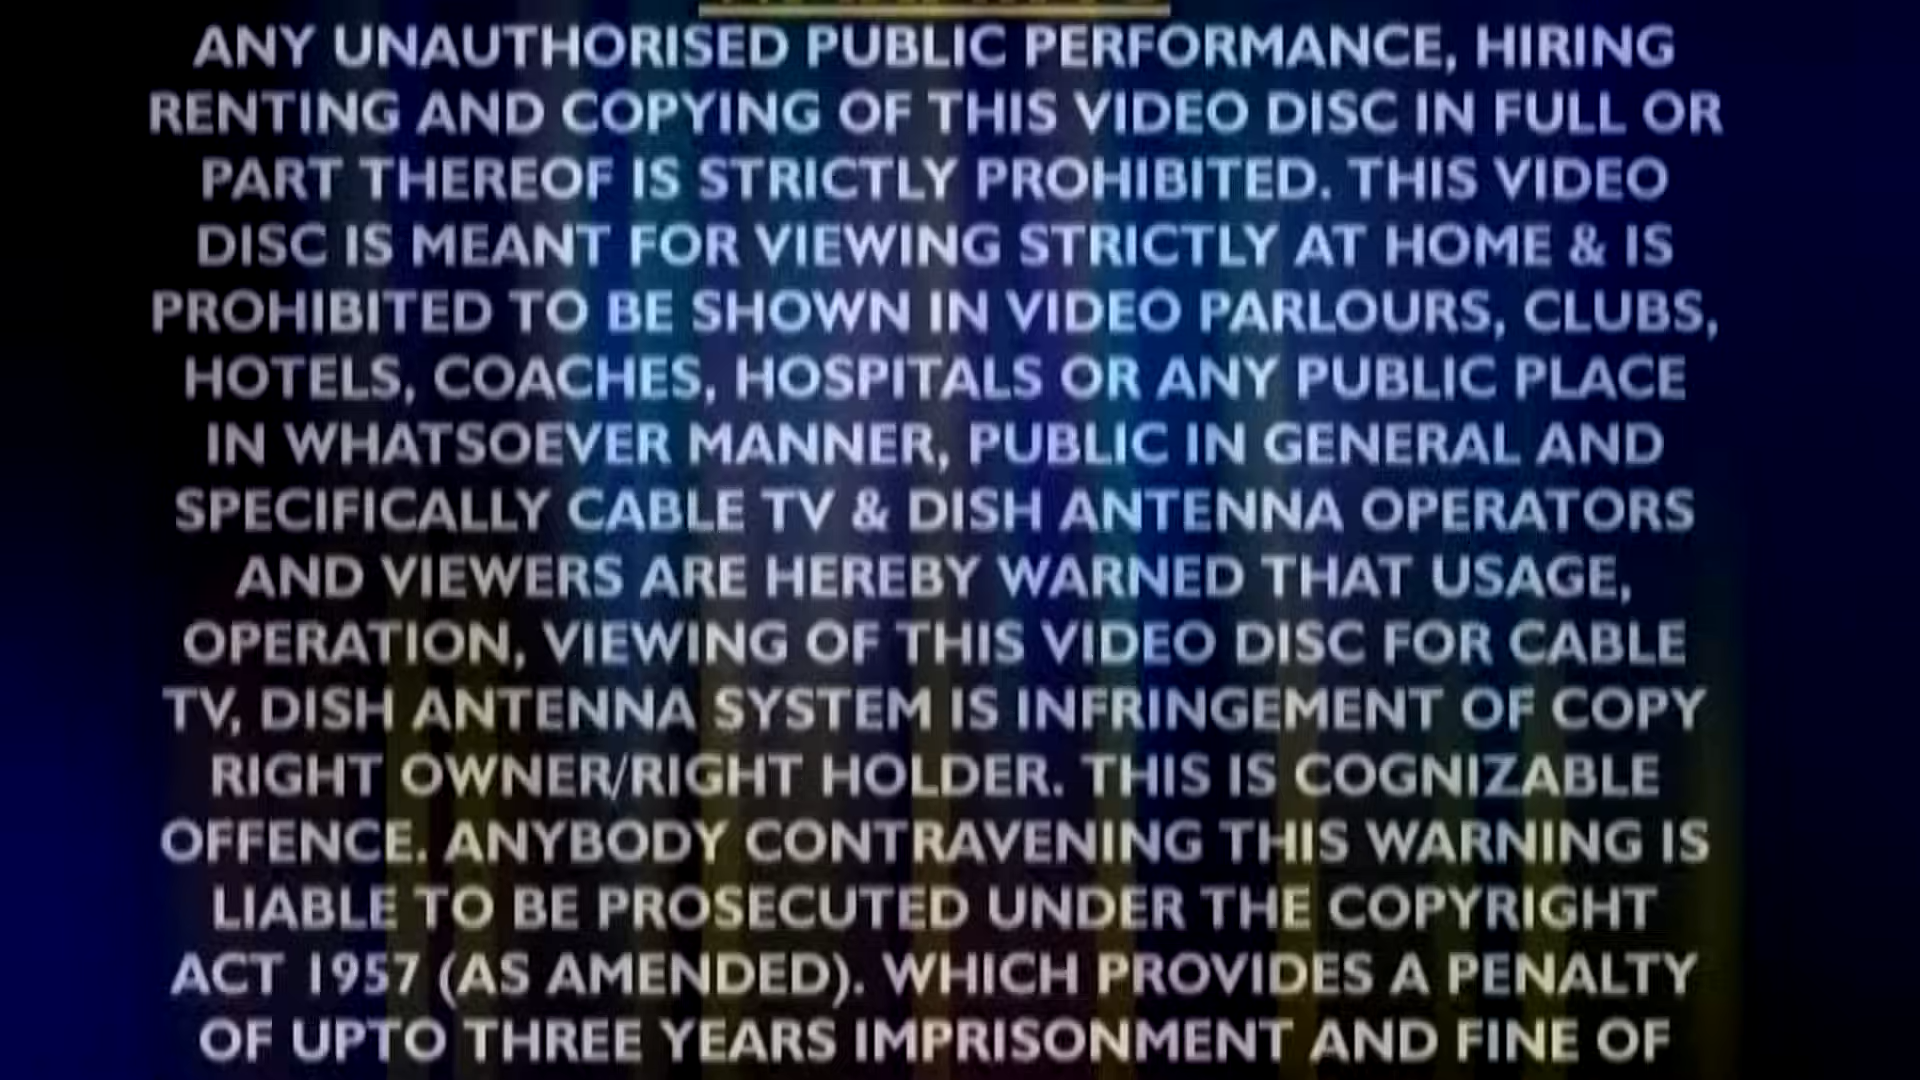 ANY UNAUTHORISED PUBLIC PERFORMANCE, HIRING
RENTING AND COPYING OF THIS VIDEO DISC IN FULL OR
PART THEREOF IS STRICTLY PROHIBITED. THIS VIDEO
DISC IS MEANT FOR VIEWING STRICTLY AT HOME & IS
PROHIBITED TO BE SHOWN IN VIDEO PARLOURS, CLUBS,
HOTELS, COACHES, HOSPITALS OR ANY PUBLIC PLACE
IN WHATSOEVER MANNER, PUBLIC IN GENERAL AND
SPECIFICALLY CABLE TV & DISH ANTENNA OPERATORS
AND VIEWERS ARE HEREBY WARNED THAT USAGE,
OPERATION, VIEWING OF THIS VIDEO DISC FOR CABLE
TV, DISH ANTENNA SYSTEM IS INFRINGEMENT OF COPY
RIGHT OWNER/RIGHT HOLDER. THIS IS COGNIZABLE
OFFENCE. ANYBODY CONTRAVENING THIS WARNING IS
LIABLE TO BE PROSECUTED UNDER THE COPYRIGHT
ACT 1957 (AS AMENDED). WHICH PROVIDES A PENALTY
OF UPTO THREE YEARS IMPRISONMENT AND FINE OF